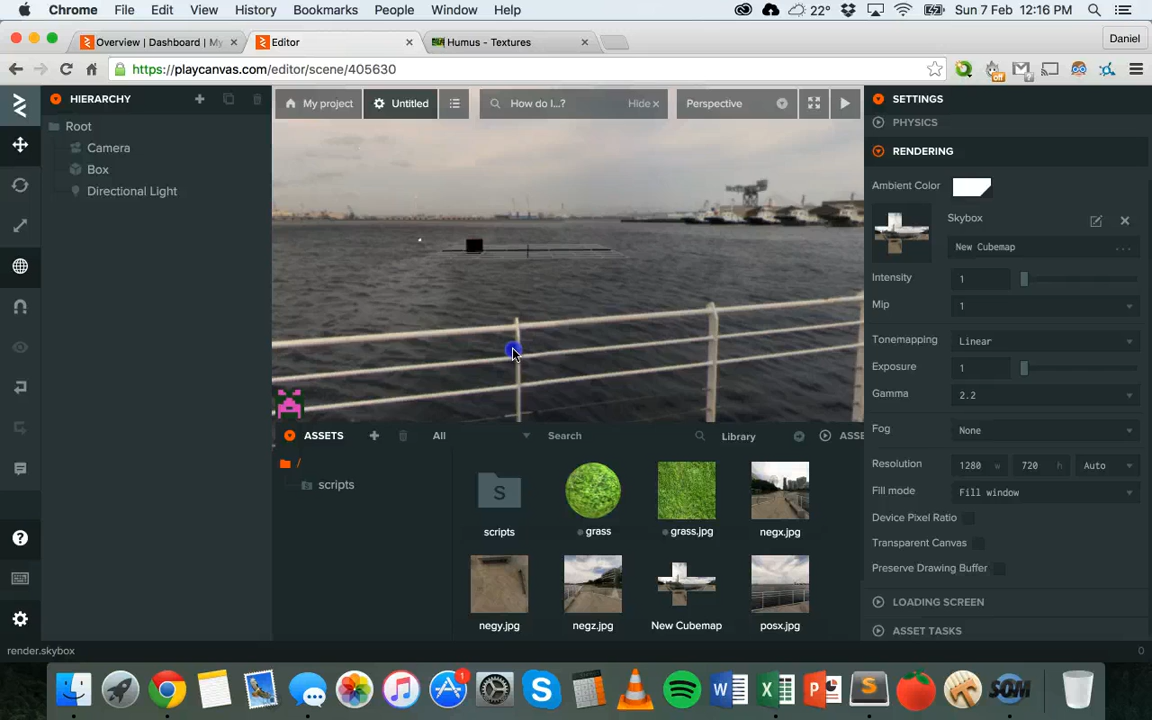 Chrome File Edit View History Bookmarks People Window Help 22° Sun 7 Feb 12:16 PM
Overview | Dashboard | My
Editor
Humus - Textures
Daniel
https://playcanvas.com/editor/scene/405630
HIERARCHY
My project
Untitled
How do I...?
Hide
Perspective
SETTINGS
PHYSICS
Root
Camera
Box
Directional Light
RENDERING
Ambient Color
Skybox
New Cubemap ...
Intensity 1
Mip 1
Tonemapping Linear
Exposure 1
Gamma 2.2
Fog None
Resolution 1280 w 720 h Auto
Fill mode Fill window
Device Pixel Ratio
Transparent Canvas
Preserve Drawing Buffer
LOADING SCREEN
ASSET TASKS
ASSETS
All
Search
Library
ASSE
/
scripts
S
scripts
grass
grass.jpg
negx.jpg
negy.jpg
negz.jpg
New Cubemap
posx.jpg
render.skybox
0